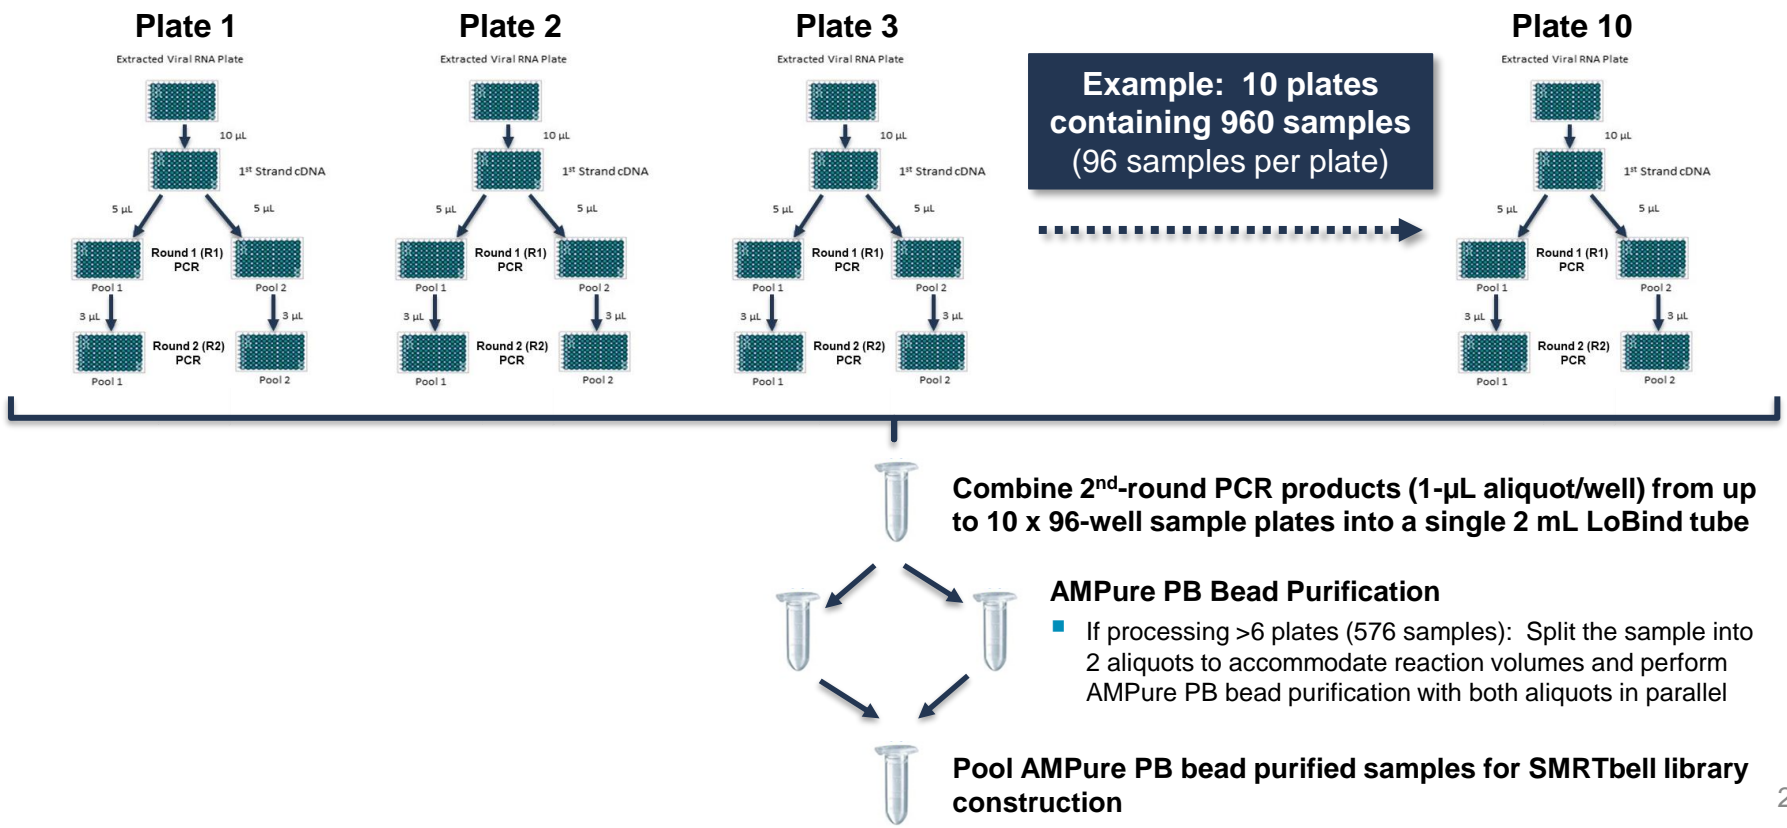 Plate 1
Extracted Viral RNA Plate
10 µL
1st Strand cDNA
5 µL
5 µL
Round 1 (R1)
PCR
Pool 1
Pool 2
3 µL
3 µL
Round 2 (R2)
PCR
Pool 1
Pool 2
Plate 2
Extracted Viral RNA Plate
10 µL
1st Strand cDNA
5 µL
5 µL
Round 1 (R1)
PCR
Pool 1
Pool 2
3 µL
3 µL
Round 2 (R2)
PCR
Pool 1
Pool 2
Plate 3
Extracted Viral RNA Plate
10 µL
1st Strand cDNA
5 µL
5 µL
Round 1 (R1)
PCR
Pool 1
Pool 2
3 µL
3 µL
Round 2 (R2)
PCR
Pool 1
Pool 2
Example: 10 plates
containing 960 samples
(96 samples per plate)
Plate 10
Extracted Viral RNA Plate
10 µL
1st Strand cDNA
5 µL
5 µL
Round 1 (R1)
PCR
Pool 1
Pool 2
3 µL
3 µL
Round 2 (R2)
PCR
Pool 1
Pool 2
Combine 2nd-round PCR products (1-µL aliquot/well) from up
to 10 x 96-well sample plates into a single 2 mL LoBind tube
AMPure PB Bead Purification
If processing >6 plates (576 samples): Split the sample into
2 aliquots to accommodate reaction volumes and perform
AMPure PB bead purification with both aliquots in parallel
Pool AMPure PB bead purified samples for SMRTbell library
construction
2